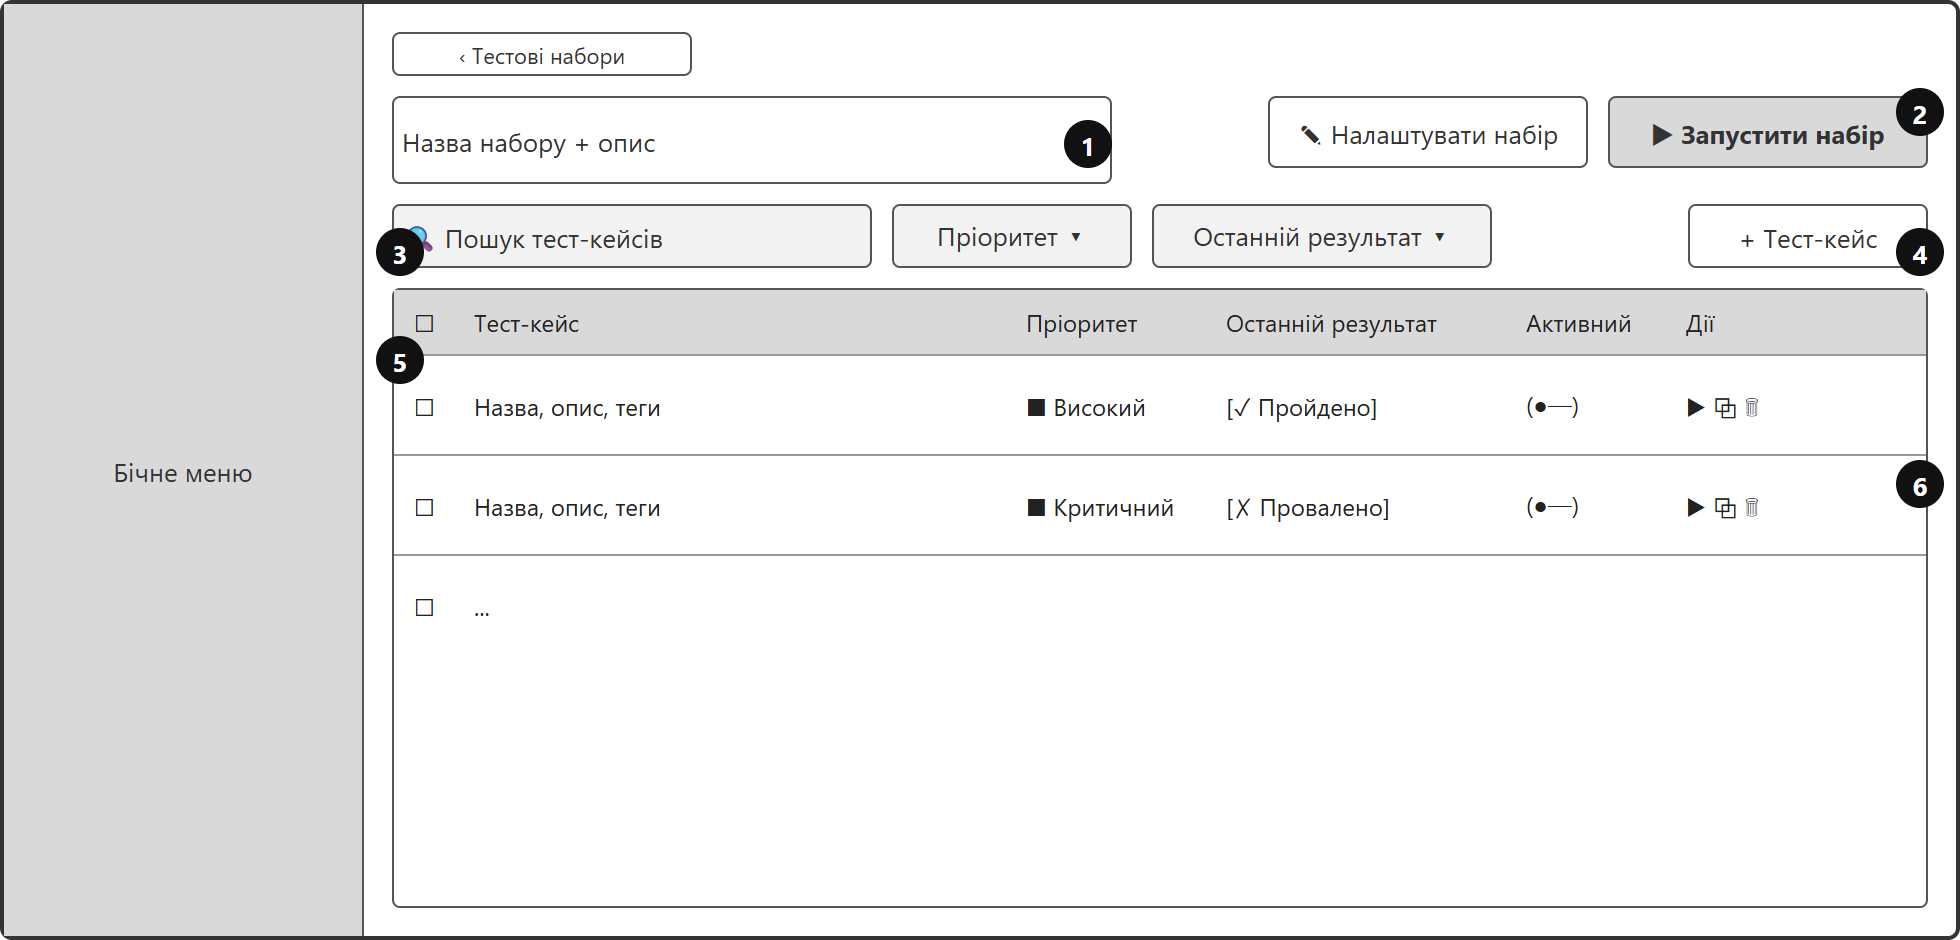 ‹ Тестові набори
Назва набору + опис
1
✎ Налаштувати набір
▶ Запустити набір
2
3
Пошук тест-кейсів
Пріоритет ▼
Останній результат ▼
+ Тест-кейс
4
☐ Тест-кейс Пріоритет Останній результат Активний Дії
5
☐ Назва, опис, теги ■ Високий [✓ Пройдено] (●—)
Бічне меню
6
☐ Назва, опис, теги ■ Критичний [✗ Провалено] (●—)
☐ ...